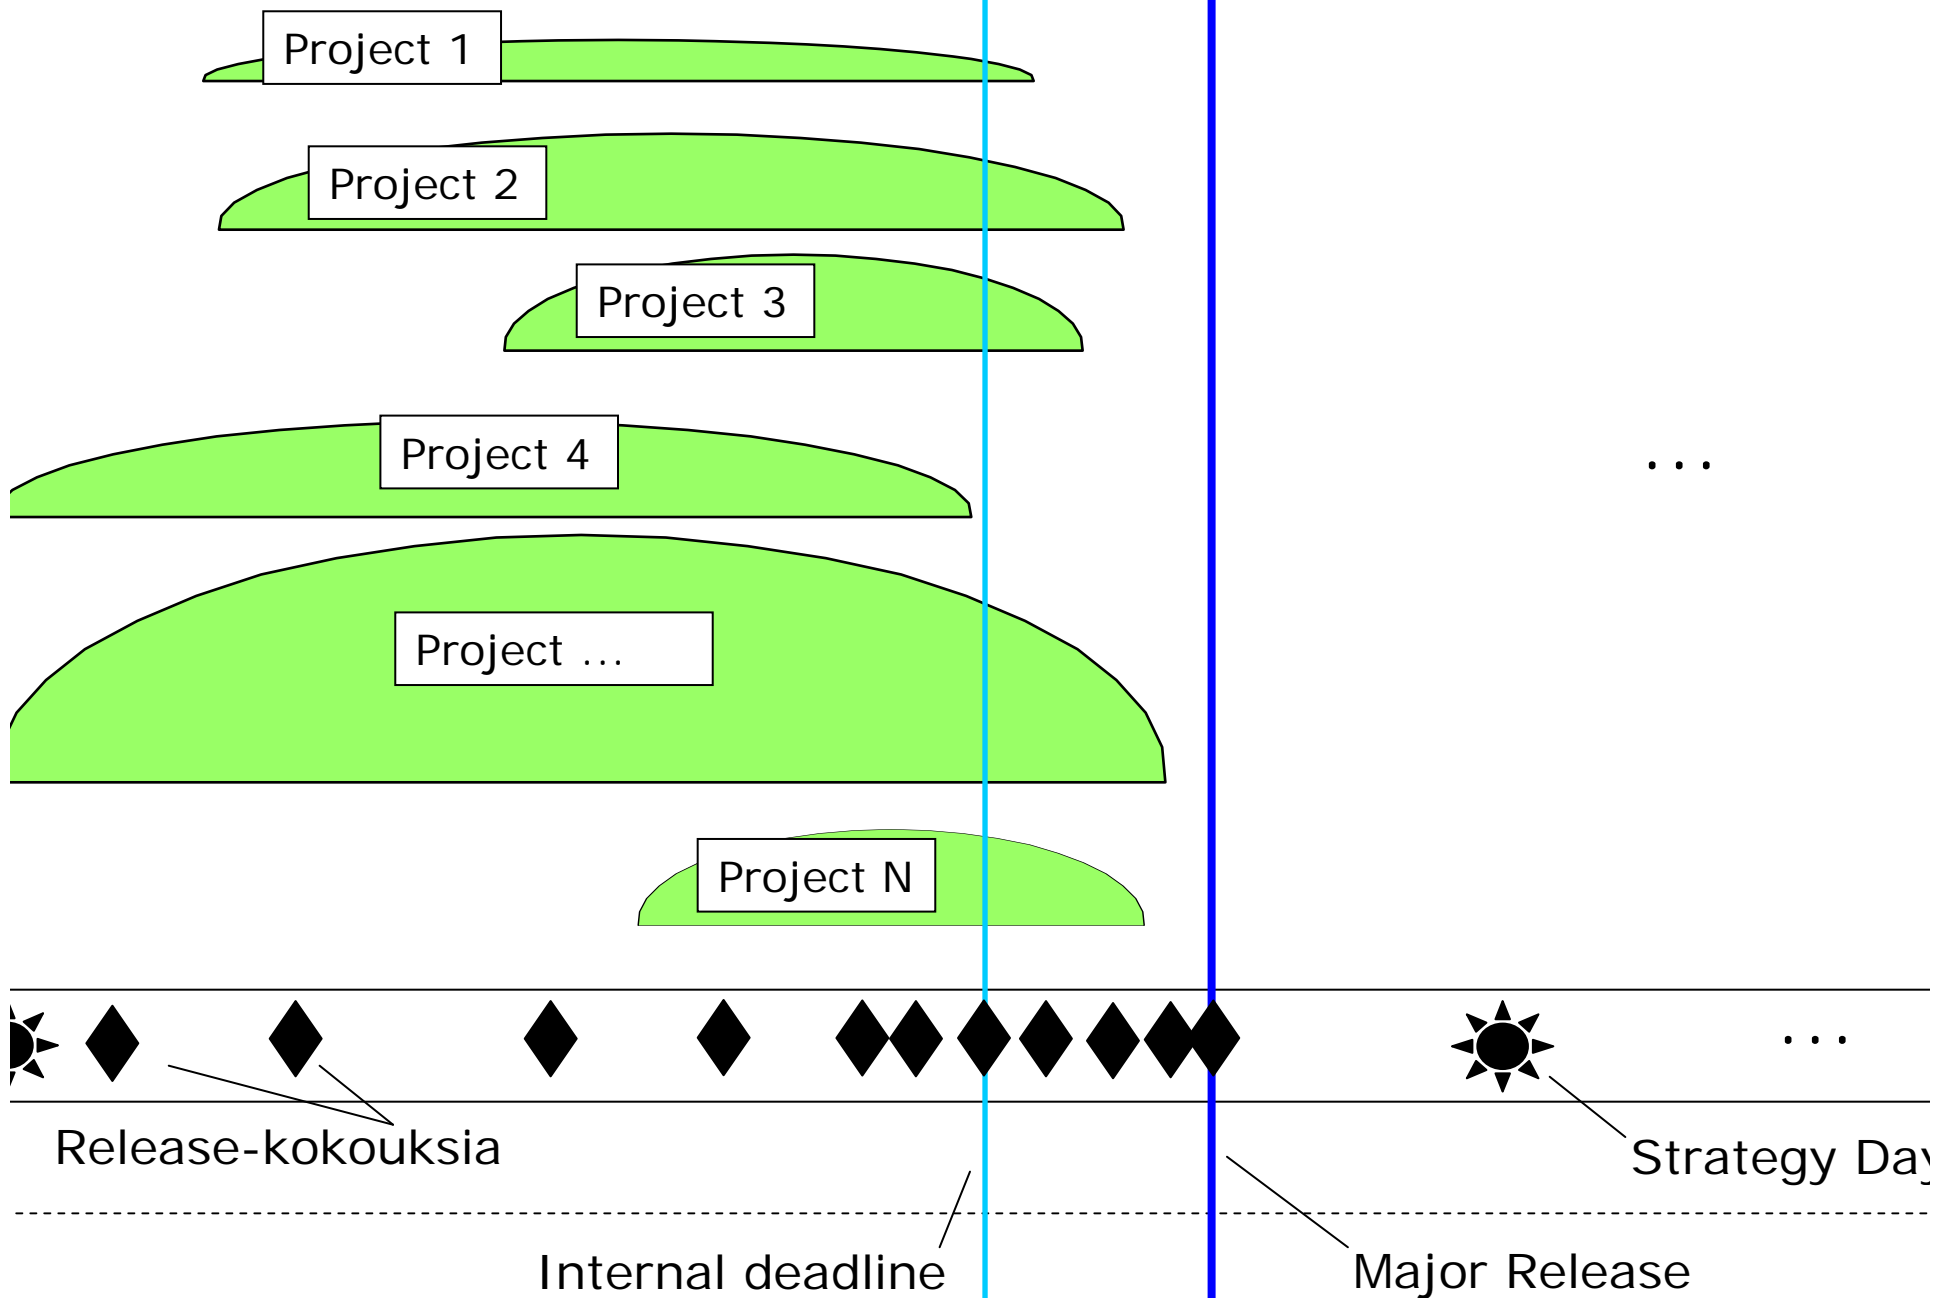 Project 1
Project 2
Project 3
Project 4
...
Project ...
Project N
...
Release-kokouksia
Strategy Day
Internal deadline
Major Release